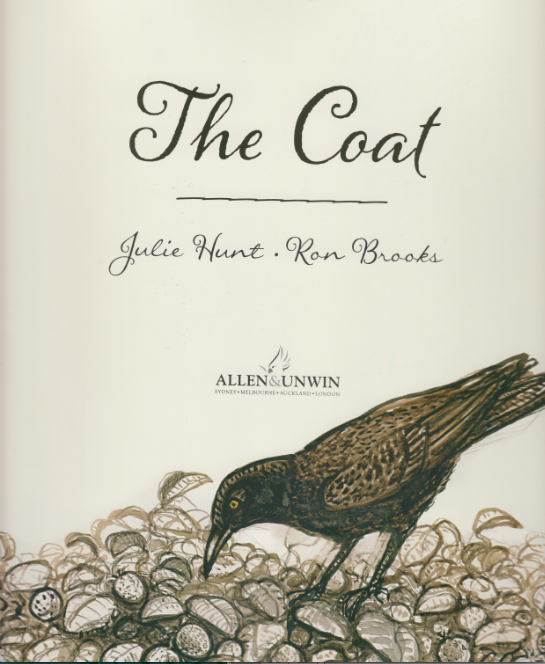 The Coat
Julie Hunt · Ron Brooks
ALLEN&UNWIN
SYDNEY•MELBOURNE•AUCKLAND•LONDON